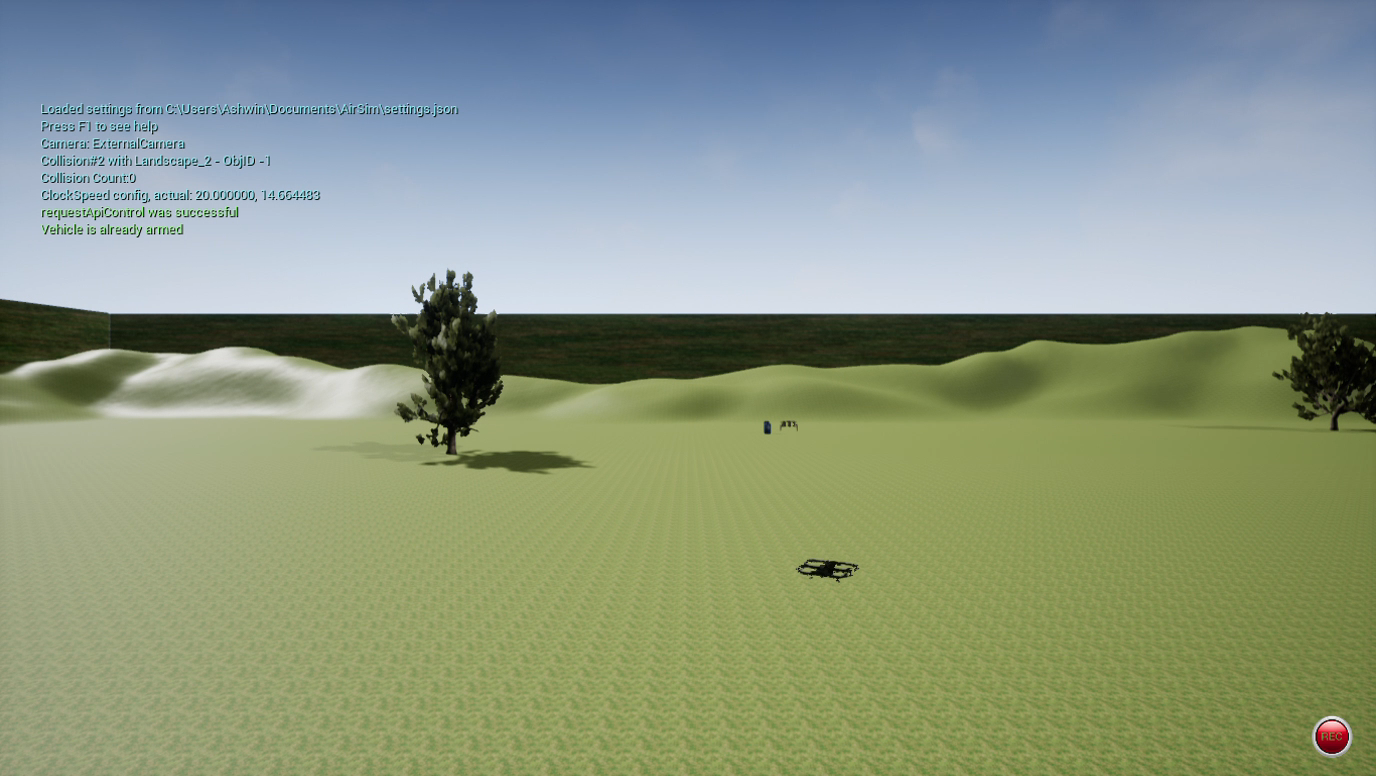 Loaded settings from C:\Users\Ashwin\Documents\AirSim\settings.json
Press F1 to see help
Camera: ExternalCamera
Collision#2 with Landscape_2 - ObjID -1
Collision Count:0
ClockSpeed config, actual: 20.000000, 14.664483
requestApiControl was successful
Vehicle is already armed
REC